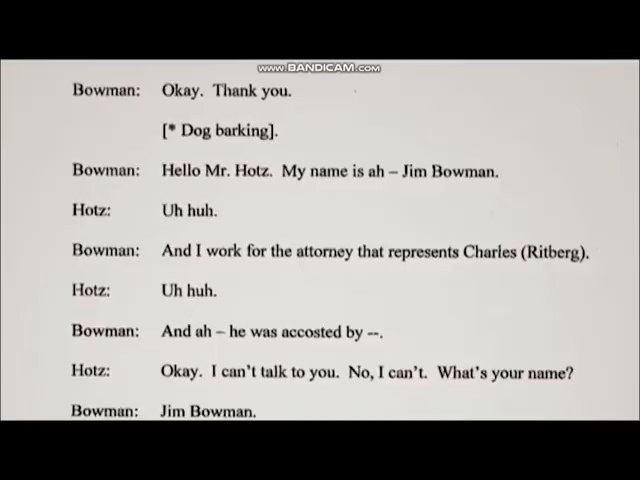 www.BANDICAM.com
Bowman: Okay. Thank you.
[* Dog barking].
Bowman: Hello Mr. Hotz. My name is ah – Jim Bowman.
Hotz: Uh huh.
Bowman: And I work for the attorney that represents Charles (Ritberg).
Hotz: Uh huh.
Bowman: And ah – he was accosted by --.
Hotz: Okay. I can't talk to you. No, I can't. What's your name?
Bowman: Jim Bowman.